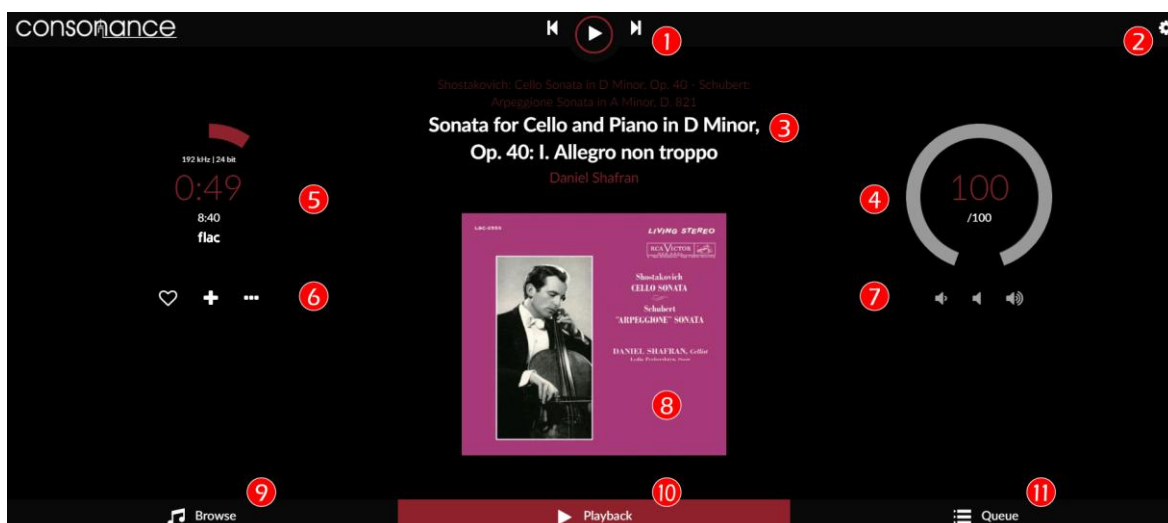 consonance
1
2
Shostakovich: Cello Sonata in D Minor, Op. 40 - Schubert:
Arpeggione Sonata in A Minor, D. 821
Sonata for Cello and Piano in D Minor,
Op. 40: I. Allegro non troppo
3
Daniel Shafran
192 kHz | 24 bit
0:49
8:40
flac
5
100
/100
4
6
7
LIVING STEREO
RCA VICTOR
Shostakovich
CELLO SONATA
Schubert
"ARPEGGIONE" SONATA
DANIEL SHAFRAN, Cellist
8
9
Browse
10
Playback
11
Queue